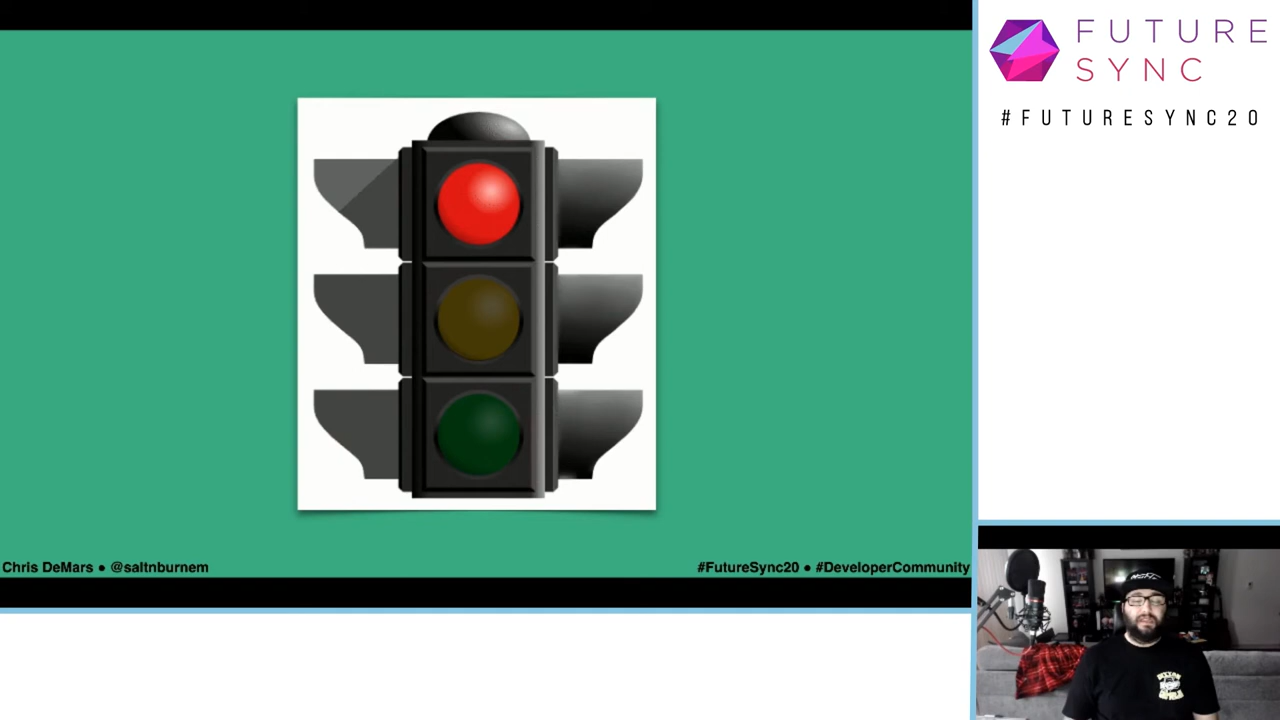 FUTURE
SYNC
#FUTURESYNC20
Chris DeMars ● @saltnburnem
#FutureSync20 ● #DeveloperCommunity